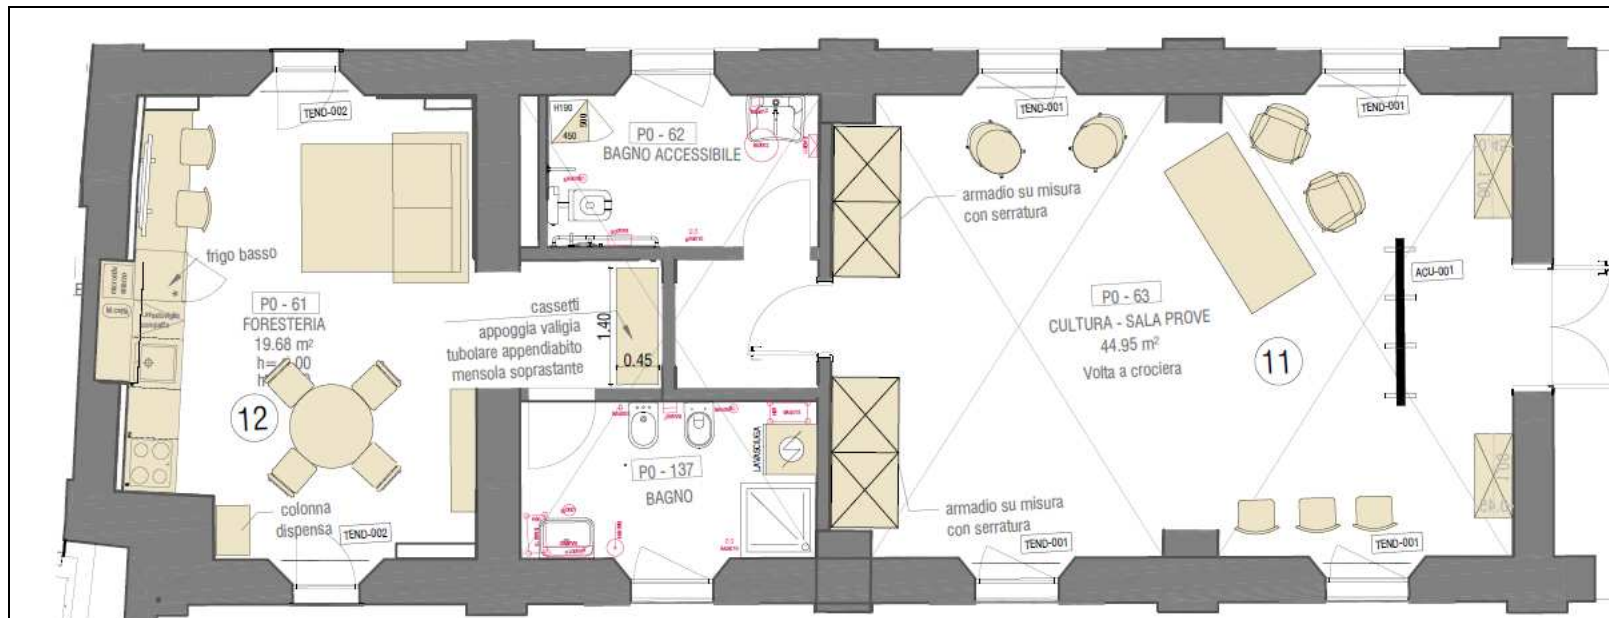 TEND-002
H190
500
450
P0 - 62
BAGNO ACCESSIBILE
TEND-001
TEND-001
armadio su misura
con serratura
frigo basso
P0 - 61
FORESTERIA
19.68 m²
cassetti
appoggia valigia
tubolare appendiabito
mensola soprastante
1.40
0.45
P0 - 63
CULTURA - SALA PROVE
44.95 m²
Volta a crociera
11
ACU-001
12
P0 - 137
BAGNO
LAVASCIUGA
colonna
dispensa
TEND-002
armadio su misura
con serratura
TEND-001
TEND-001